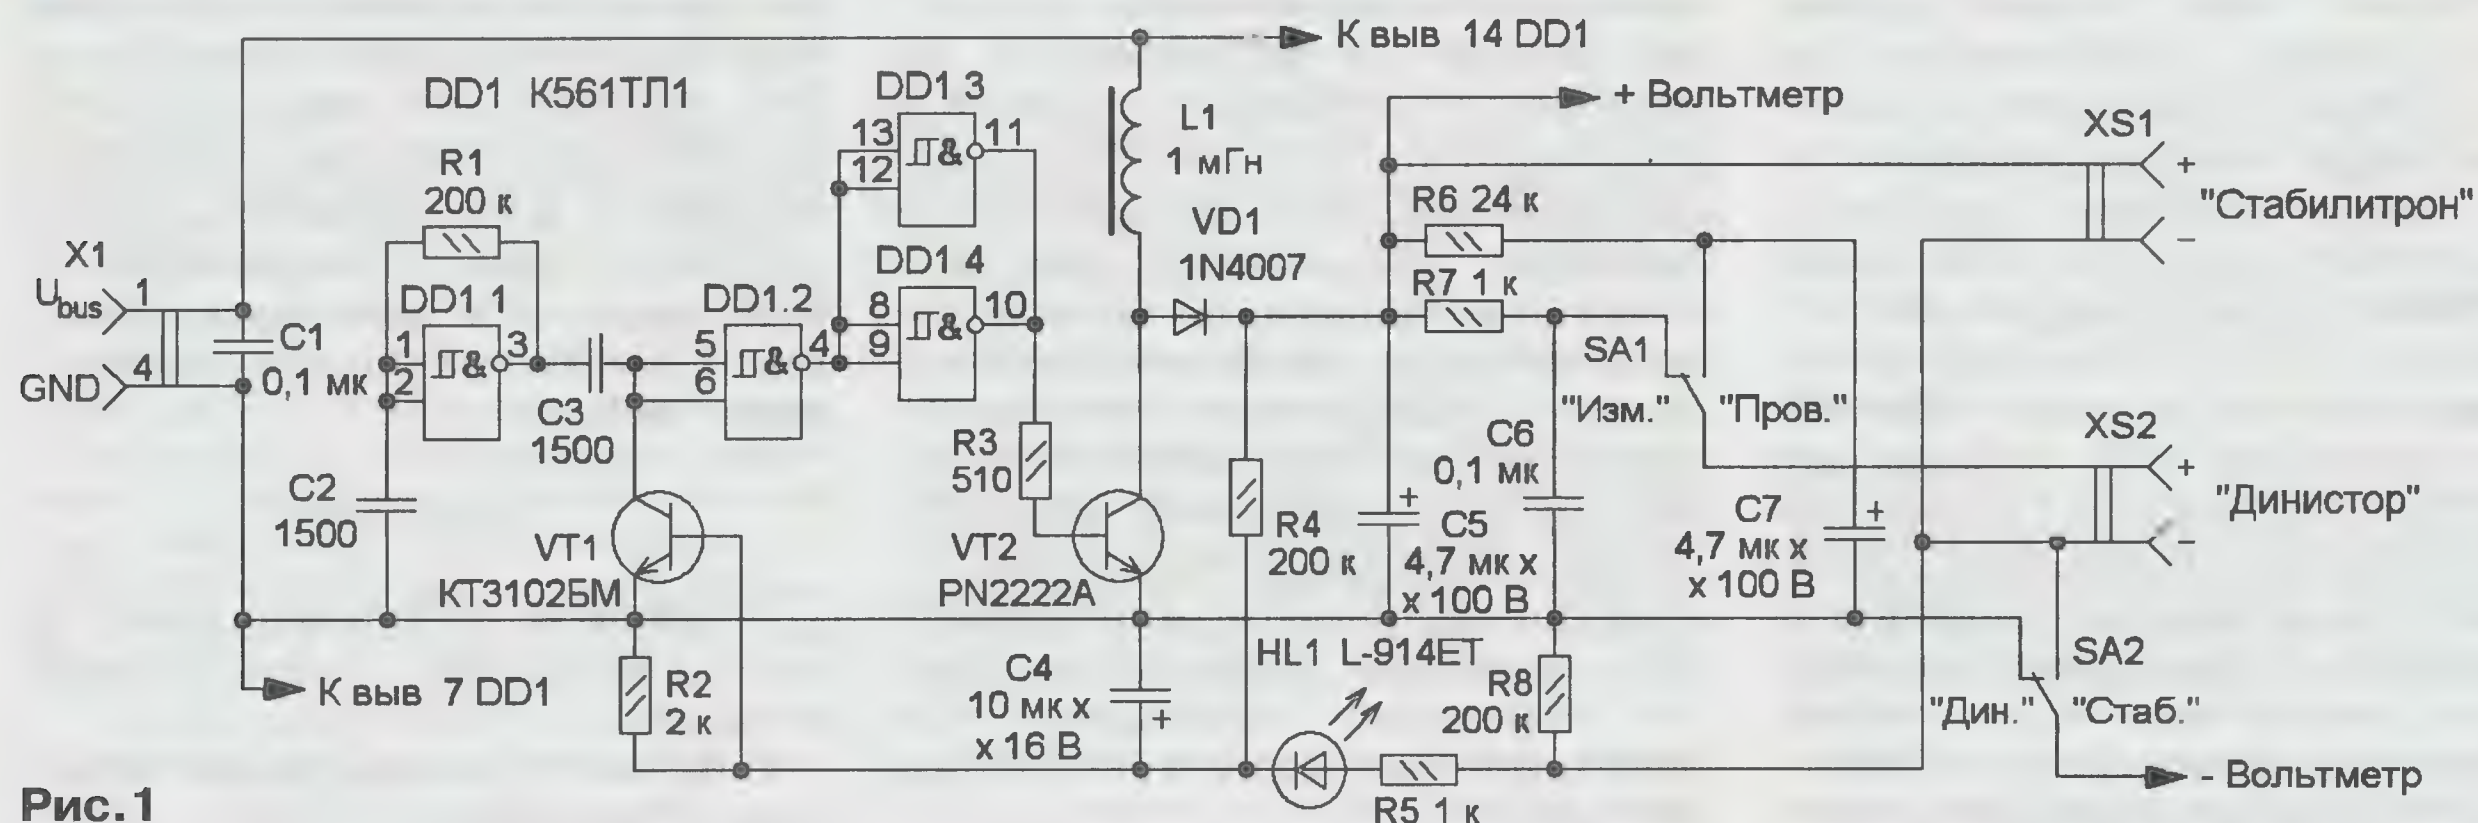 К выв 14 DD1
DD1 К561ТЛ1
+ Вольтметр
DD1 3
13
12
11
&
L1
1 мГн
XS1
+
"Стабилитрон"
−
R1
200 к
R6 24 к
VD1
1N4007
X1
U bus
1
GND
4
C1
0,1 мк
DD1 1
1
2
3
&
DD1.2
5
6
4
&
DD1 4
8
9
10
&
R7 1 к
SA1
"Изм."
"Пров."
C3
1500
XS2
+
"Динистор"
−
C2
1500
R3
510
C6
0,1 мк
VT1
КТ3102БМ
VT2
PN2222A
R4
200 к
+
C5
4,7 мк х
х 100 В
C7
+
4,7 мк х
х 100 В
К выв 7 DD1
R2
2 к
C4
10 мк х
х 16 В
+
HL1 L-914ET
R8
200 к
SA2
"Дин."
"Стаб."
R5 1 к
- Вольтметр
Рис.1